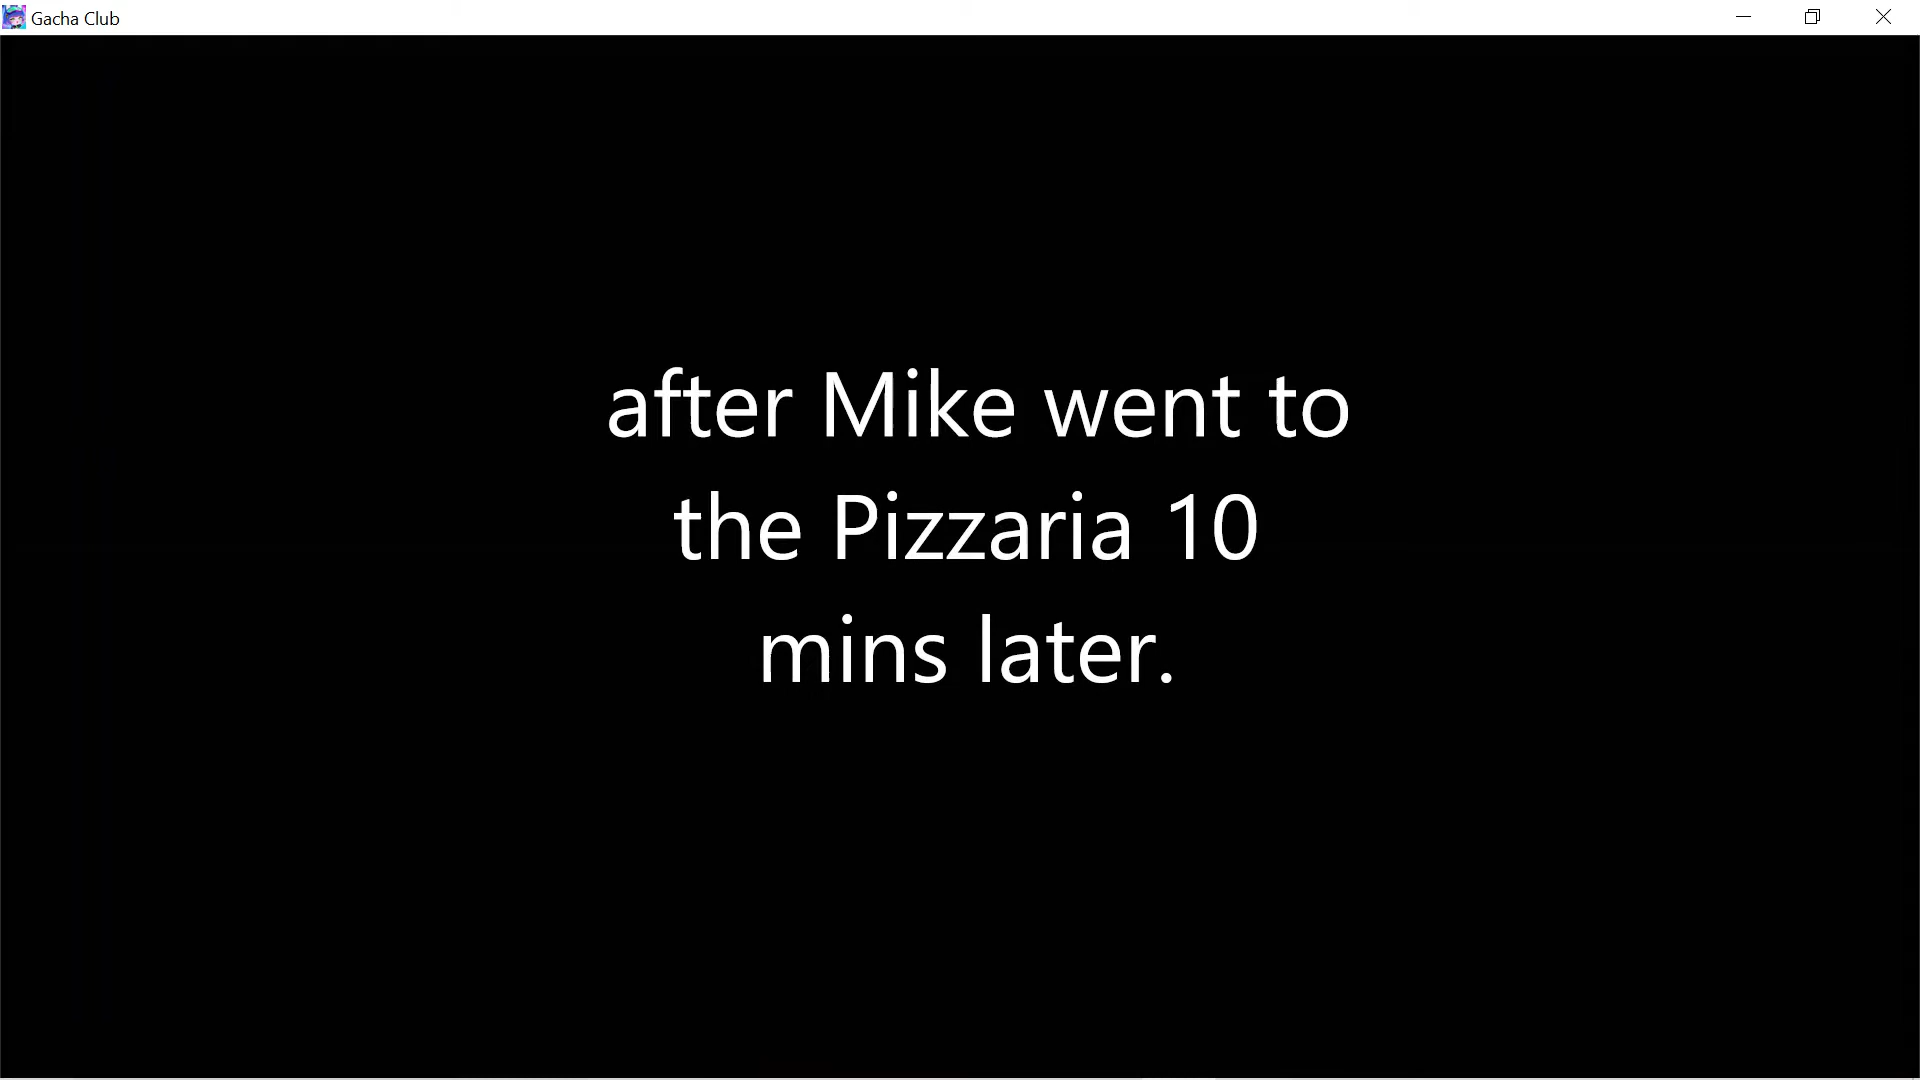 Gacha Club
after Mike went to
the Pizzaria 10
mins later.